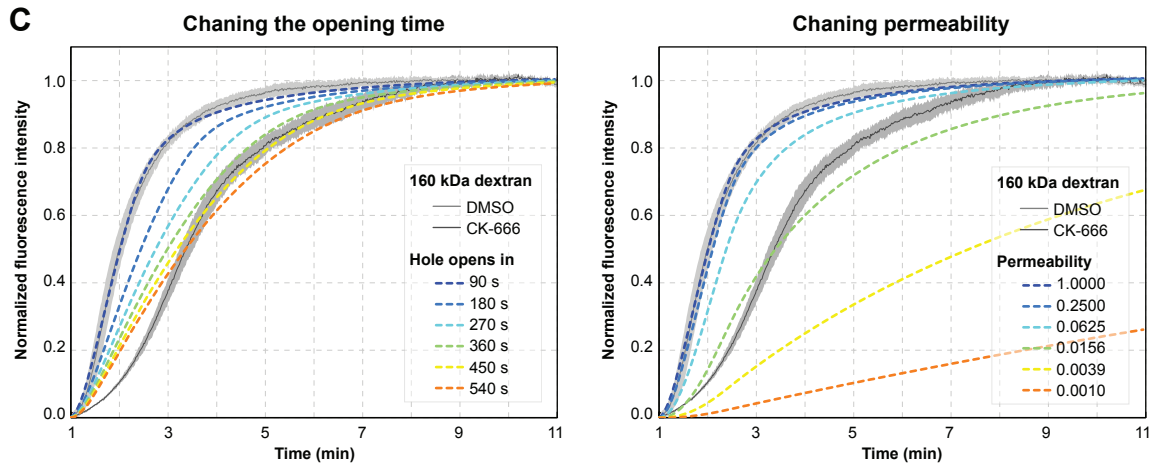 C
Chaning the opening time
Normalized fluorescence intensity
1.0
0.8
0.6
0.4
0.2
0.0
1
3
5
7
9
11
Time (min)
160 kDa dextran
DMSO
CK-666
Hole opens in
90 s
180 s
270 s
360 s
450 s
540 s
Chaning permeability
Normalized fluorescence intensity
1.0
0.8
0.6
0.4
0.2
0.0
1
3
5
7
9
11
Time (min)
160 kDa dextran
DMSO
CK-666
Permeability
1.0000
0.2500
0.0625
0.0156
0.0039
0.0010